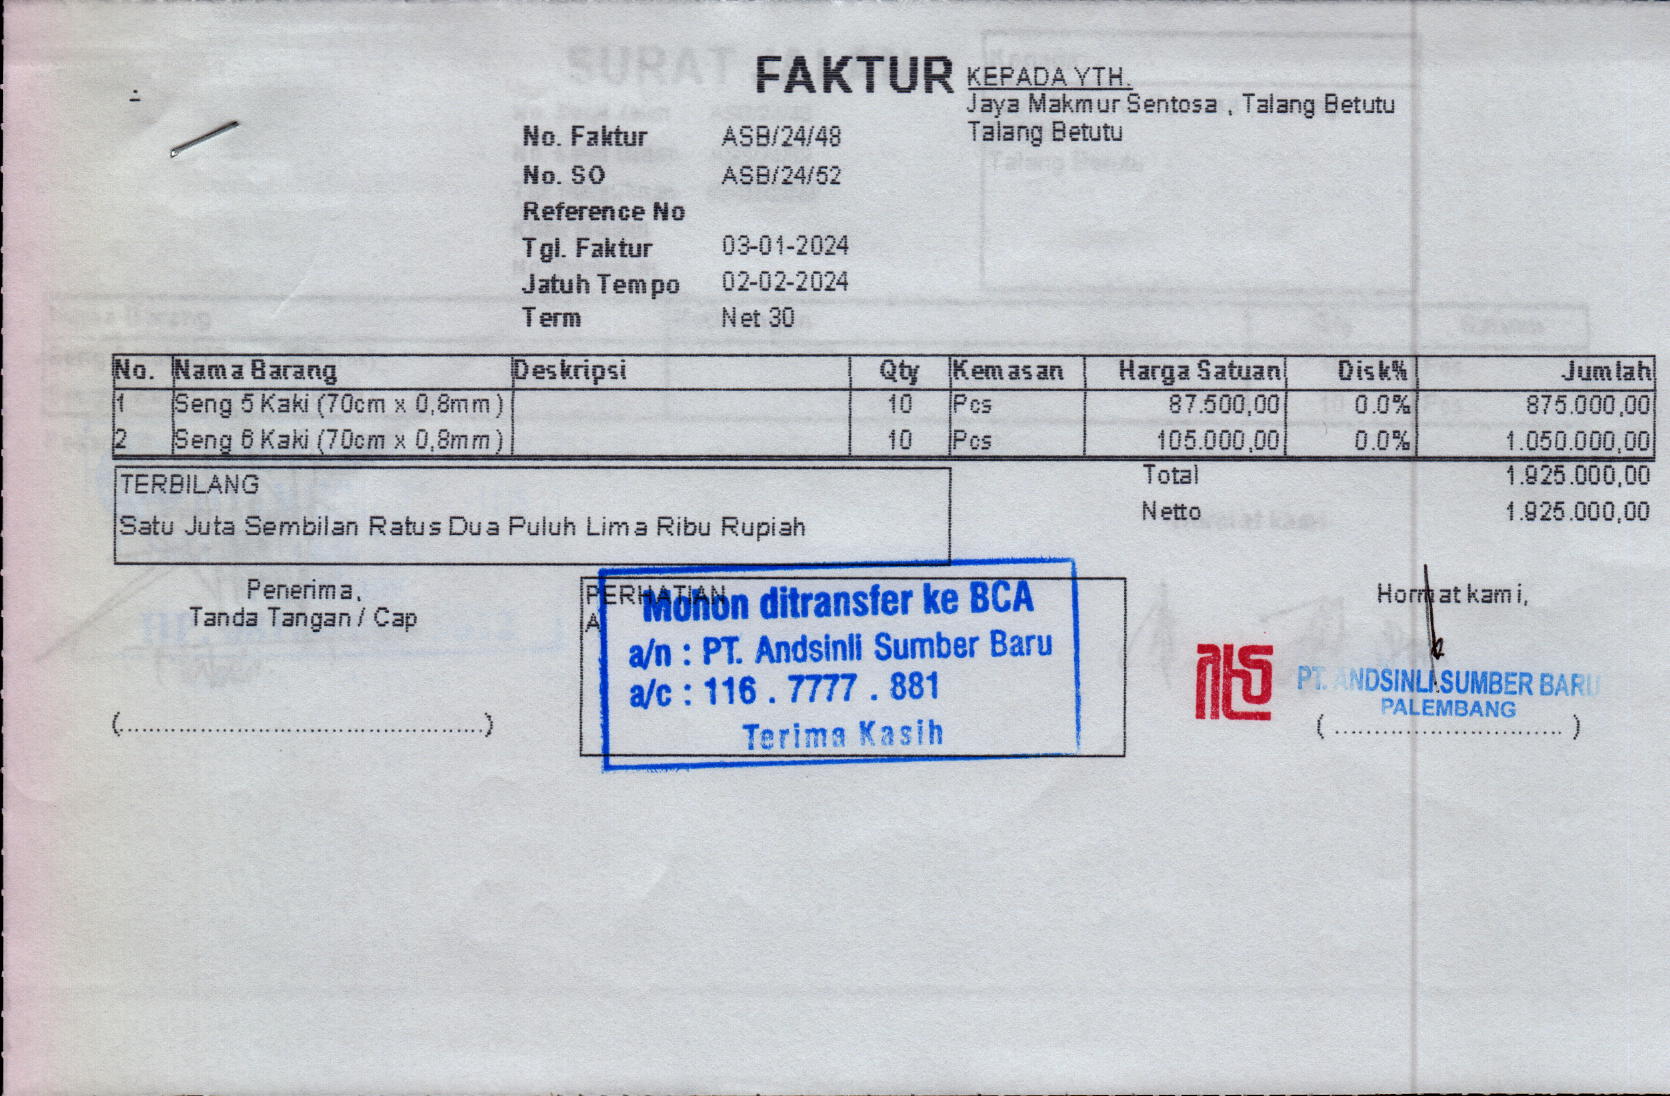 FAKTUR
KEPADA YTH.
Jaya Makmur Sentosa , Talang Betutu
Talang Betutu
No. Faktur ASB/24/48
No. SO ASB/24/52
Reference No
Tgl. Faktur 03-01-2024
Jatuh Tempo 02-02-2024
Term Net 30
No. Nama Barang Deskripsi Qty Kemasan Harga Satuan Disk% Jumlah
1 Seng 5 Kaki (70cm x 0,8mm) 10 Pcs 87.500,00 0.0% 875.000,00
2 Seng 6 Kaki (70cm x 0,8mm) 10 Pcs 105.000,00 0.0% 1.050.000,00
Total 1.925.000,00
Netto 1.925.000,00
TERBILANG
Satu Juta Sembilan Ratus Dua Puluh Lima Ribu Rupiah
Penerima,
Tanda Tangan / Cap
(................................................)
PERHATIAN
A
Mohon ditransfer ke BCA
a/n : PT. Andsinli Sumber Baru
a/c : 116 . 7777 . 881
Terima Kasih
Hormat kami,
PT. ANDSINLI SUMBER BARU
PALEMBANG
(..............................)